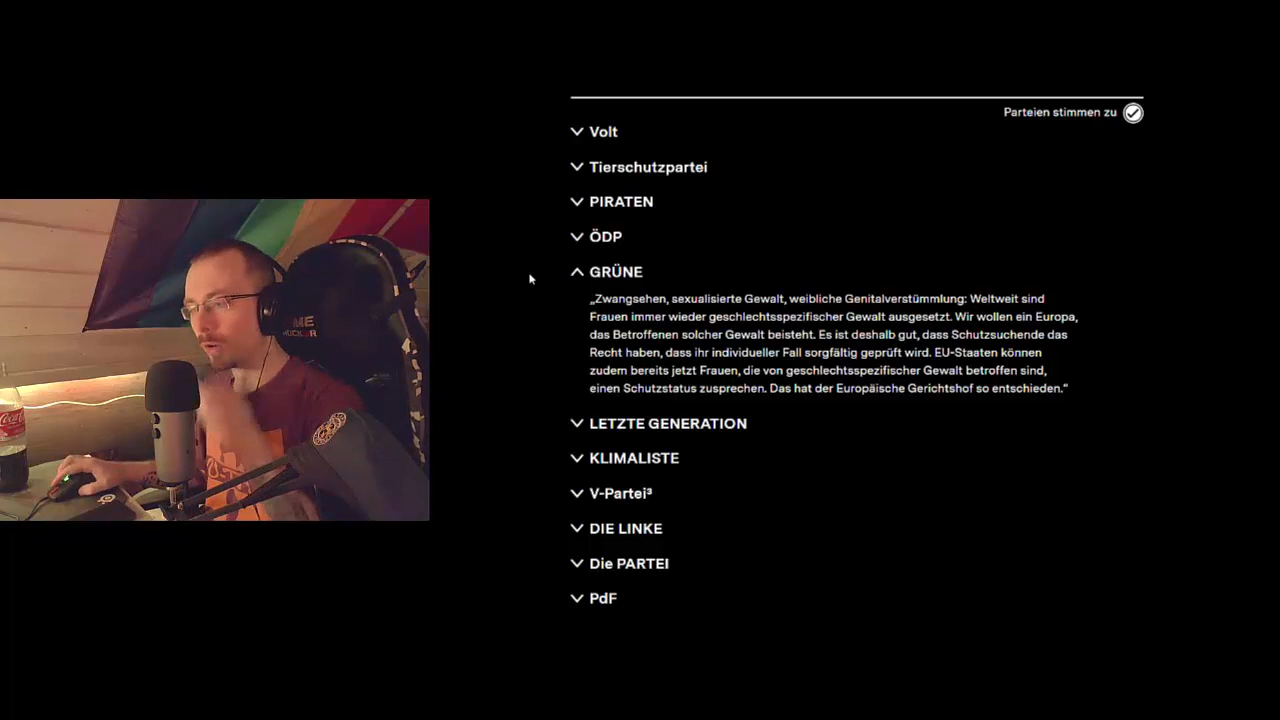 Parteien stimmen zu
Volt
Tierschutzpartei
PIRATEN
ÖDP
GRÜNE
„Zwangsehen, sexualisierte Gewalt, weibliche Genitalverstümmlung: Weltweit sind
Frauen immer wieder geschlechtsspezifischer Gewalt ausgesetzt. Wir wollen ein Europa,
das Betroffenen solcher Gewalt beisteht. Es ist deshalb gut, dass Schutzsuchende das
Recht haben, dass ihr individueller Fall sorgfältig geprüft wird. EU-Staaten können
zudem bereits jetzt Frauen, die von geschlechtsspezifischer Gewalt betroffen sind,
einen Schutzstatus zusprechen. Das hat der Europäische Gerichtshof so entschieden.“
LETZTE GENERATION
KLIMALISTE
V-Partei³
DIE LINKE
Die PARTEI
PdF
ME